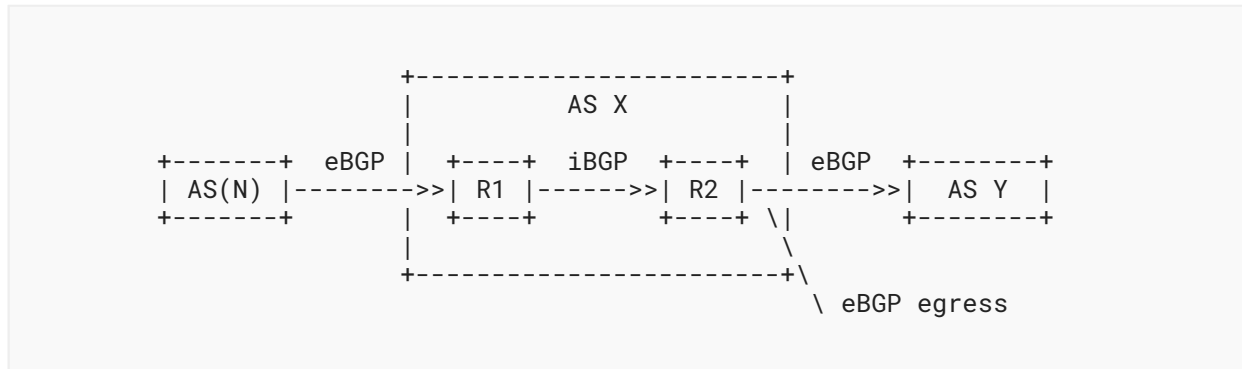 AS X
eBGP iBGP eBGP
AS(N) R1 R2 AS Y
eBGP egress